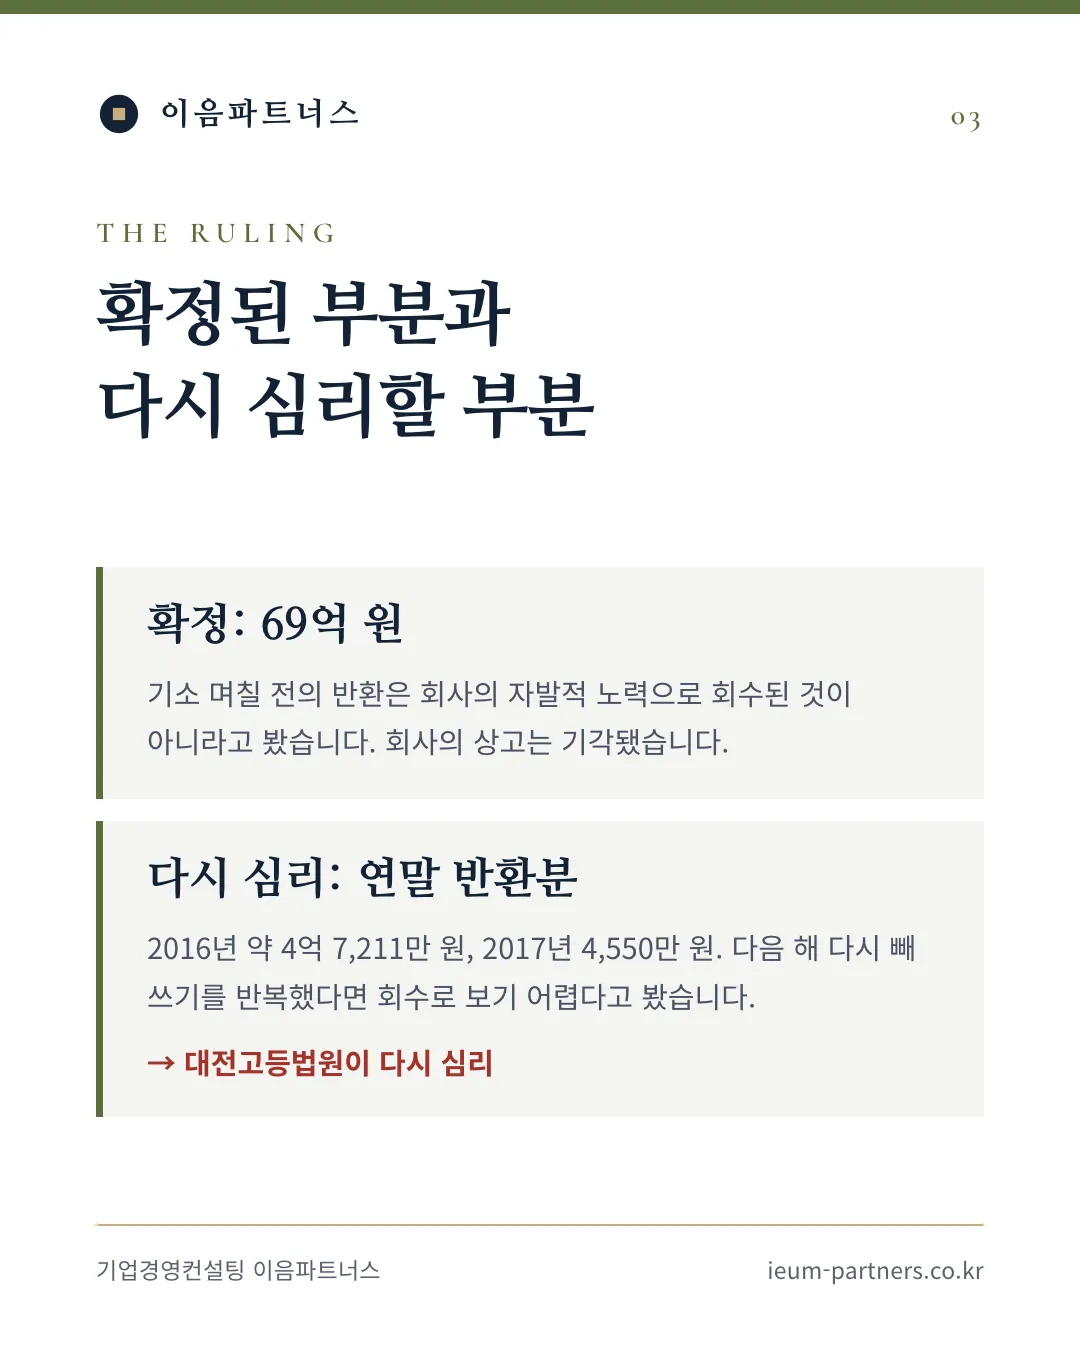 이음파트너스
03
THE RULING
확정된 부분과
다시 심리할 부분
확정: 69억 원
기소 며칠 전의 반환은 회사의 자발적 노력으로 회수된 것이
아니라고 봤습니다. 회사의 상고는 기각됐습니다.
다시 심리: 연말 반환분
2016년 약 4억 7,211만 원, 2017년 4,550만 원. 다음 해 다시 빼
쓰기를 반복했다면 회수로 보기 어렵다고 봤습니다.
→ 대전고등법원이 다시 심리
기업경영컨설팅 이음파트너스
ieum-partners.co.kr